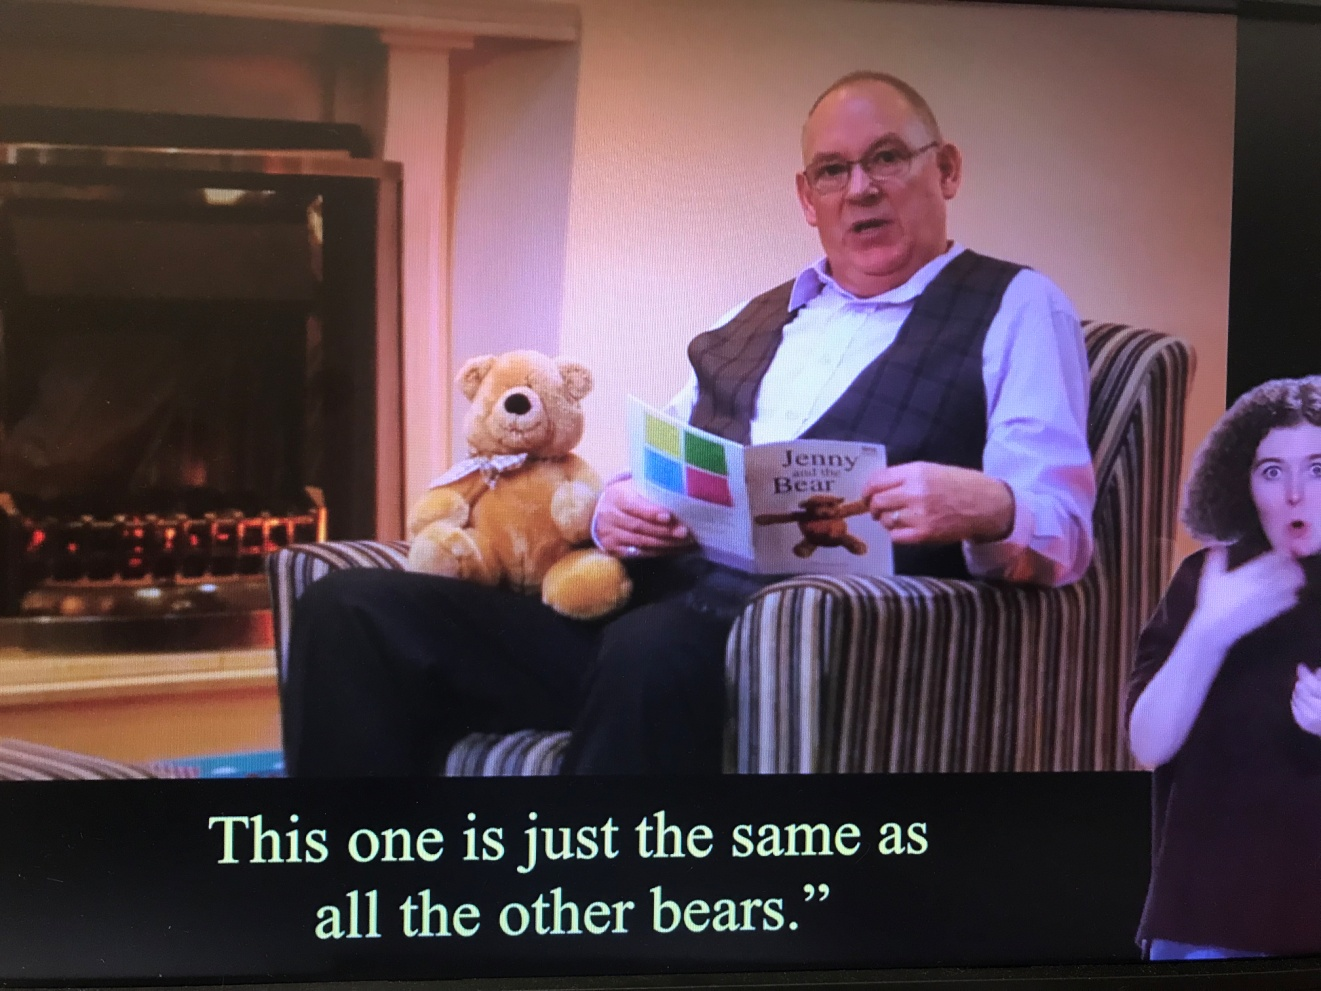 Jenny
and the
Bear
This one is just the same as
all the other bears.”